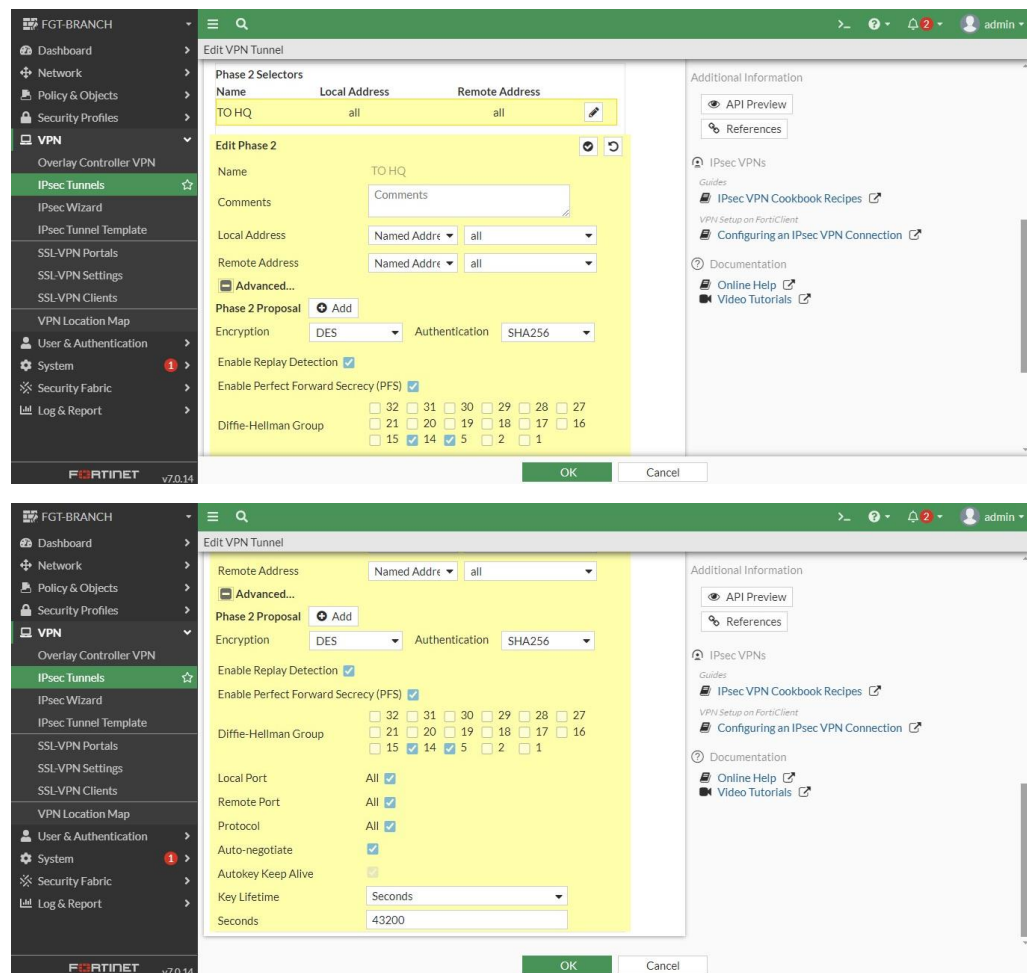 FGT-BRANCH
admin
Dashboard
Network
Policy & Objects
Security Profiles
VPN
Overlay Controller VPN
IPsec Tunnels
IPsec Wizard
IPsec Tunnel Template
SSL-VPN Portals
SSL-VPN Settings
SSL-VPN Clients
VPN Location Map
User & Authentication
System 1
Security Fabric
Log & Report
FORTINET v7.0.14
2
Edit VPN Tunnel
Phase 2 Selectors
Name Local Address Remote Address
TO HQ all all
Edit Phase 2
Name TO HQ
Comments Comments
Local Address Named Addre all
Remote Address Named Addre all
Advanced...
Phase 2 Proposal Add
Encryption DES Authentication SHA256
Enable Replay Detection
Enable Perfect Forward Secrecy (PFS)
32 31 30 29 28 27
Diffie-Hellman Group 21 20 19 18 17 16
15 14 5 2 1
OK Cancel
Additional Information
API Preview
References
IPsec VPNs
Guides
IPsec VPN Cookbook Recipes
VPN Setup on FortiClient
Configuring an IPsec VPN Connection
Documentation
Online Help
Video Tutorials
FGT-BRANCH
admin
Dashboard
Network
Policy & Objects
Security Profiles
VPN
Overlay Controller VPN
IPsec Tunnels
IPsec Wizard
IPsec Tunnel Template
SSL-VPN Portals
SSL-VPN Settings
SSL-VPN Clients
VPN Location Map
User & Authentication
System 1
Security Fabric
Log & Report
FORTINET v7.0.14
2
Edit VPN Tunnel
Remote Address Named Addre all
Advanced...
Phase 2 Proposal Add
Encryption DES Authentication SHA256
Enable Replay Detection
Enable Perfect Forward Secrecy (PFS)
32 31 30 29 28 27
Diffie-Hellman Group 21 20 19 18 17 16
15 14 5 2 1
Local Port All
Remote Port All
Protocol All
Auto-negotiate
Autokey Keep Alive
Key Lifetime Seconds
Seconds 43200
OK Cancel
Additional Information
API Preview
References
IPsec VPNs
Guides
IPsec VPN Cookbook Recipes
VPN Setup on FortiClient
Configuring an IPsec VPN Connection
Documentation
Online Help
Video Tutorials